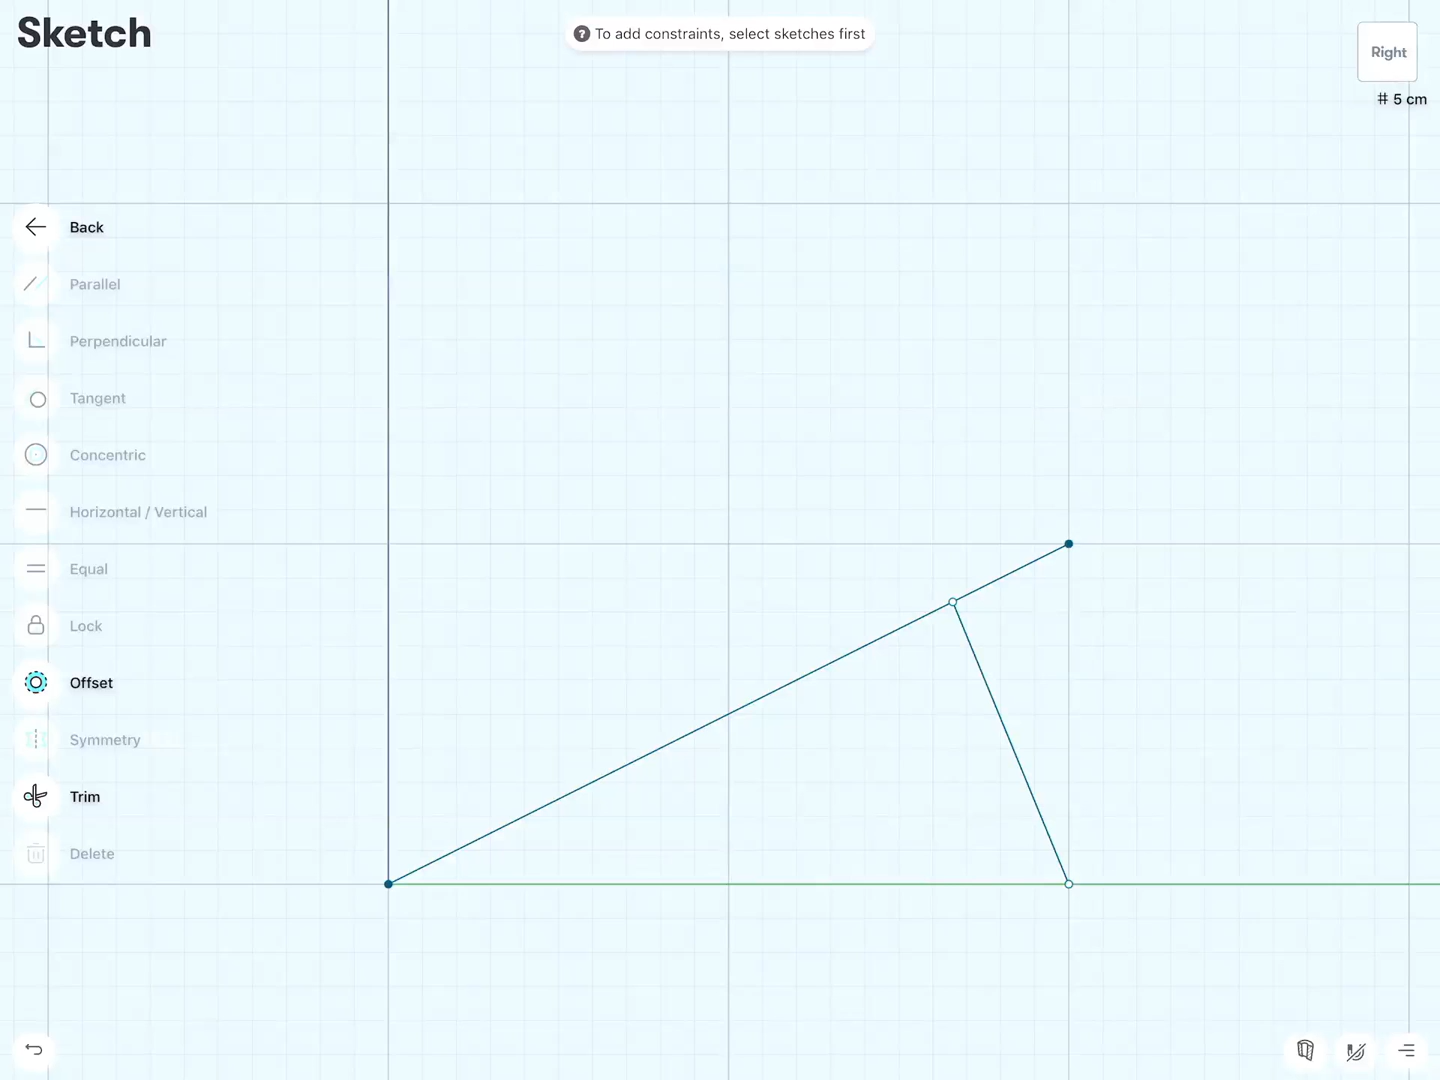 Sketch
To add constraints, select sketches first
Right
# 5 cm
Back
Parallel
Perpendicular
Tangent
Concentric
Horizontal / Vertical
Equal
Lock
Offset
Symmetry
Trim
Delete